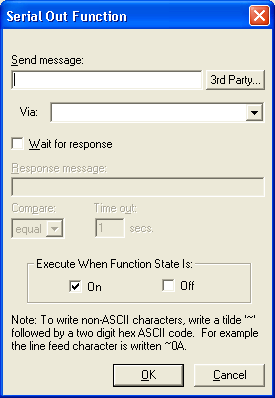 Serial Out Function
Send message:
3rd Party...
Via:
Wait for response
Response message:
Compare: Time out:
equal 1 secs.
Execute When Function State Is:
On Off
Note: To write non-ASCII characters, write a tilde '~'
followed by a two digit hex ASCII code. For example
the line feed character is written ~0A.
OK Cancel